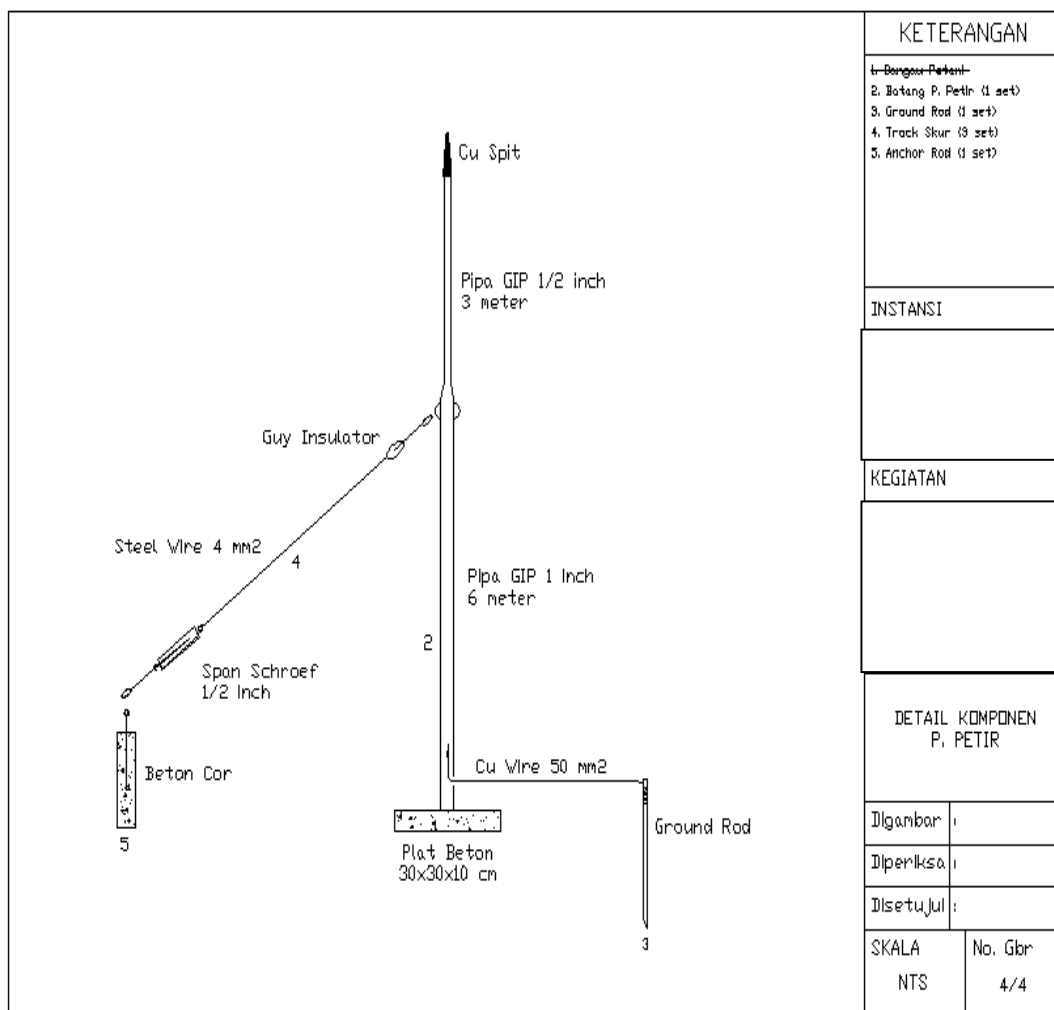 KETERANGAN
1. Dangau Petani
2. Batang P. Petir (1 set)
3. Ground Rod (1 set)
4. Track Skur (3 set)
5. Anchor Rod (1 set)
INSTANSI
KEGIATAN
DETAIL KOMPONEN
P. PETIR
Digambar :
Diperiksa :
Disetujui :
SKALA
NTS
No. Gbr
4/4
Cu Spit
Pipa GIP 1/2 inch
3 meter
Guy Insulator
Steel Wire 4 mm2
4
Pipa GIP 1 Inch
6 meter
2
Span Schroef
1/2 Inch
Beton Cor
5
Cu Wire 50 mm2
Ground Rod
3
Plat Beton
30x30x10 cm